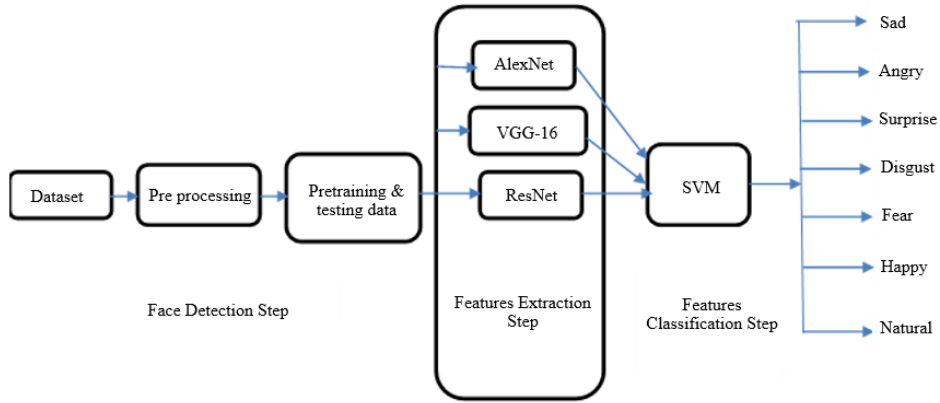 Dataset
Pre processing
Pretraining &
testing data
Face Detection Step
AlexNet
VGG-16
ResNet
Features Extraction
Step
SVM
Features
Classification Step
Sad
Angry
Surprise
Disgust
Fear
Happy
Natural